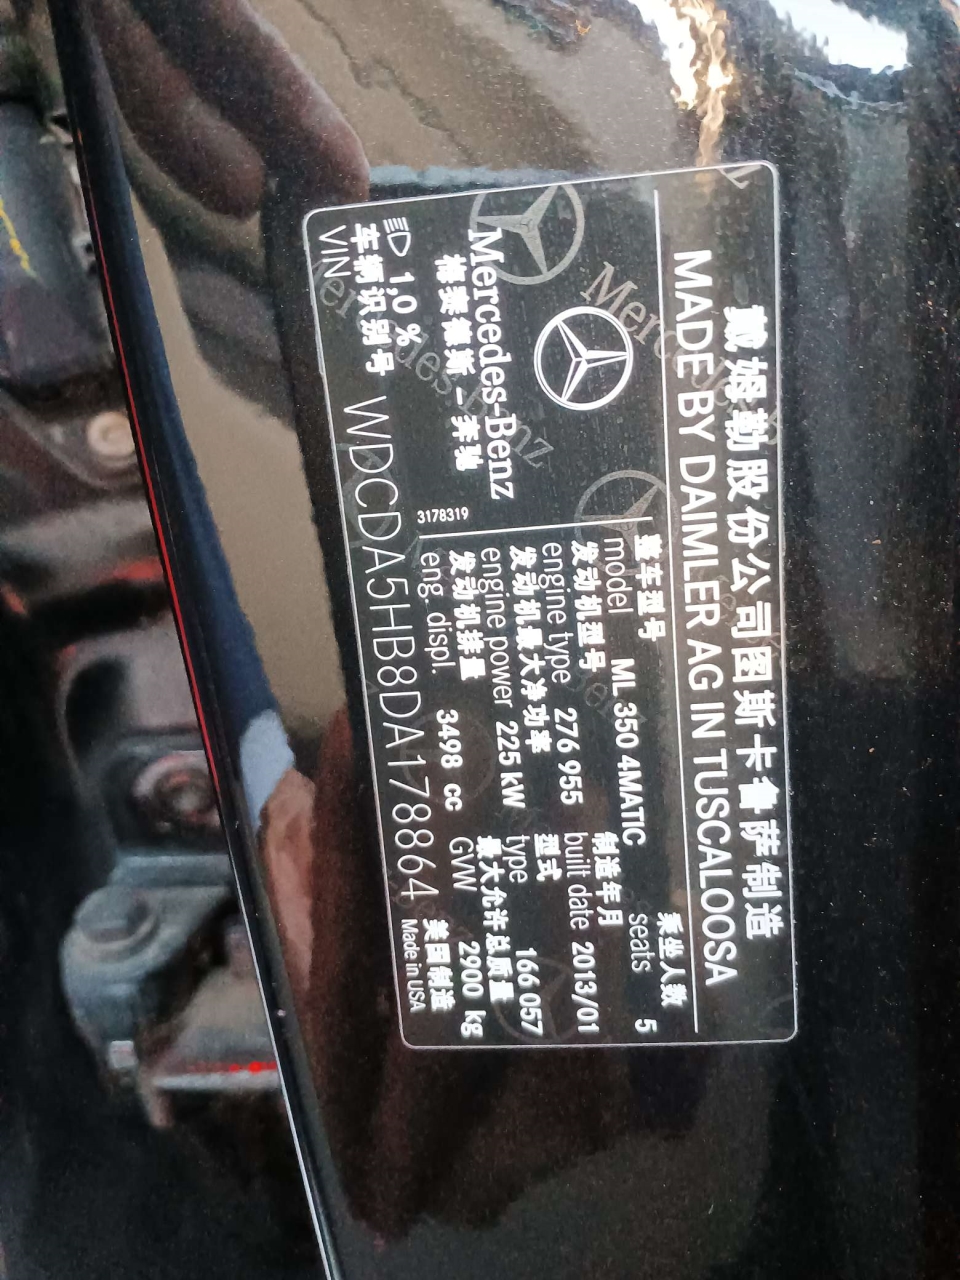 戴姆勒股份公司图斯卡鲁萨制造
MADE BY DAIMLER AG IN TUSCALOOSA
Mercedes-Benz
梅赛德斯－奔驰
3178319
整车型号
model ML 350 4MATIC
乘坐人数
seats 5
发动机型号
engine type 276 955
制造年月
built date 2013/01
发动机最大净功率
engine power 225 kW
型式
type 166 057
发动机排量
eng. displ. 3498 cc
最大允许总质量
GVW 2900 kg
1,0 %
车辆识别号
VIN WDCDA5HB8DA178864
美国制造
Made in USA